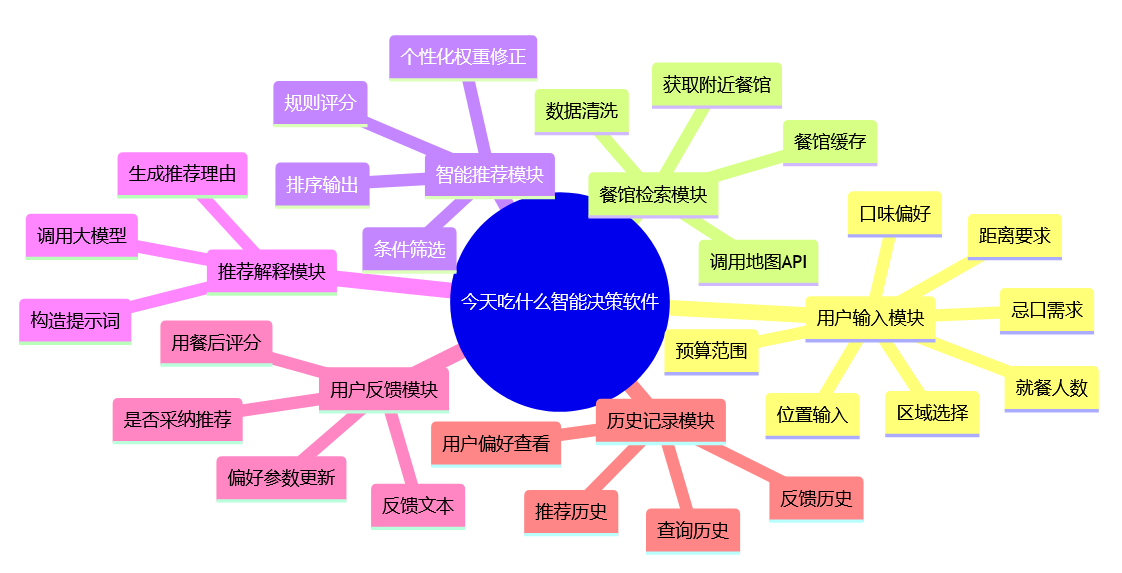 今天吃什么智能决策软件
用户输入模块
口味偏好
距离要求
忌口需求
就餐人数
区域选择
位置输入
预算范围
餐馆检索模块
数据清洗
获取附近餐馆
餐馆缓存
调用地图API
智能推荐模块
个性化权重修正
规则评分
排序输出
条件筛选
推荐解释模块
生成推荐理由
调用大模型
构造提示词
用户反馈模块
用餐后评分
是否采纳推荐
偏好参数更新
反馈文本
历史记录模块
用户偏好查看
推荐历史
查询历史
反馈历史